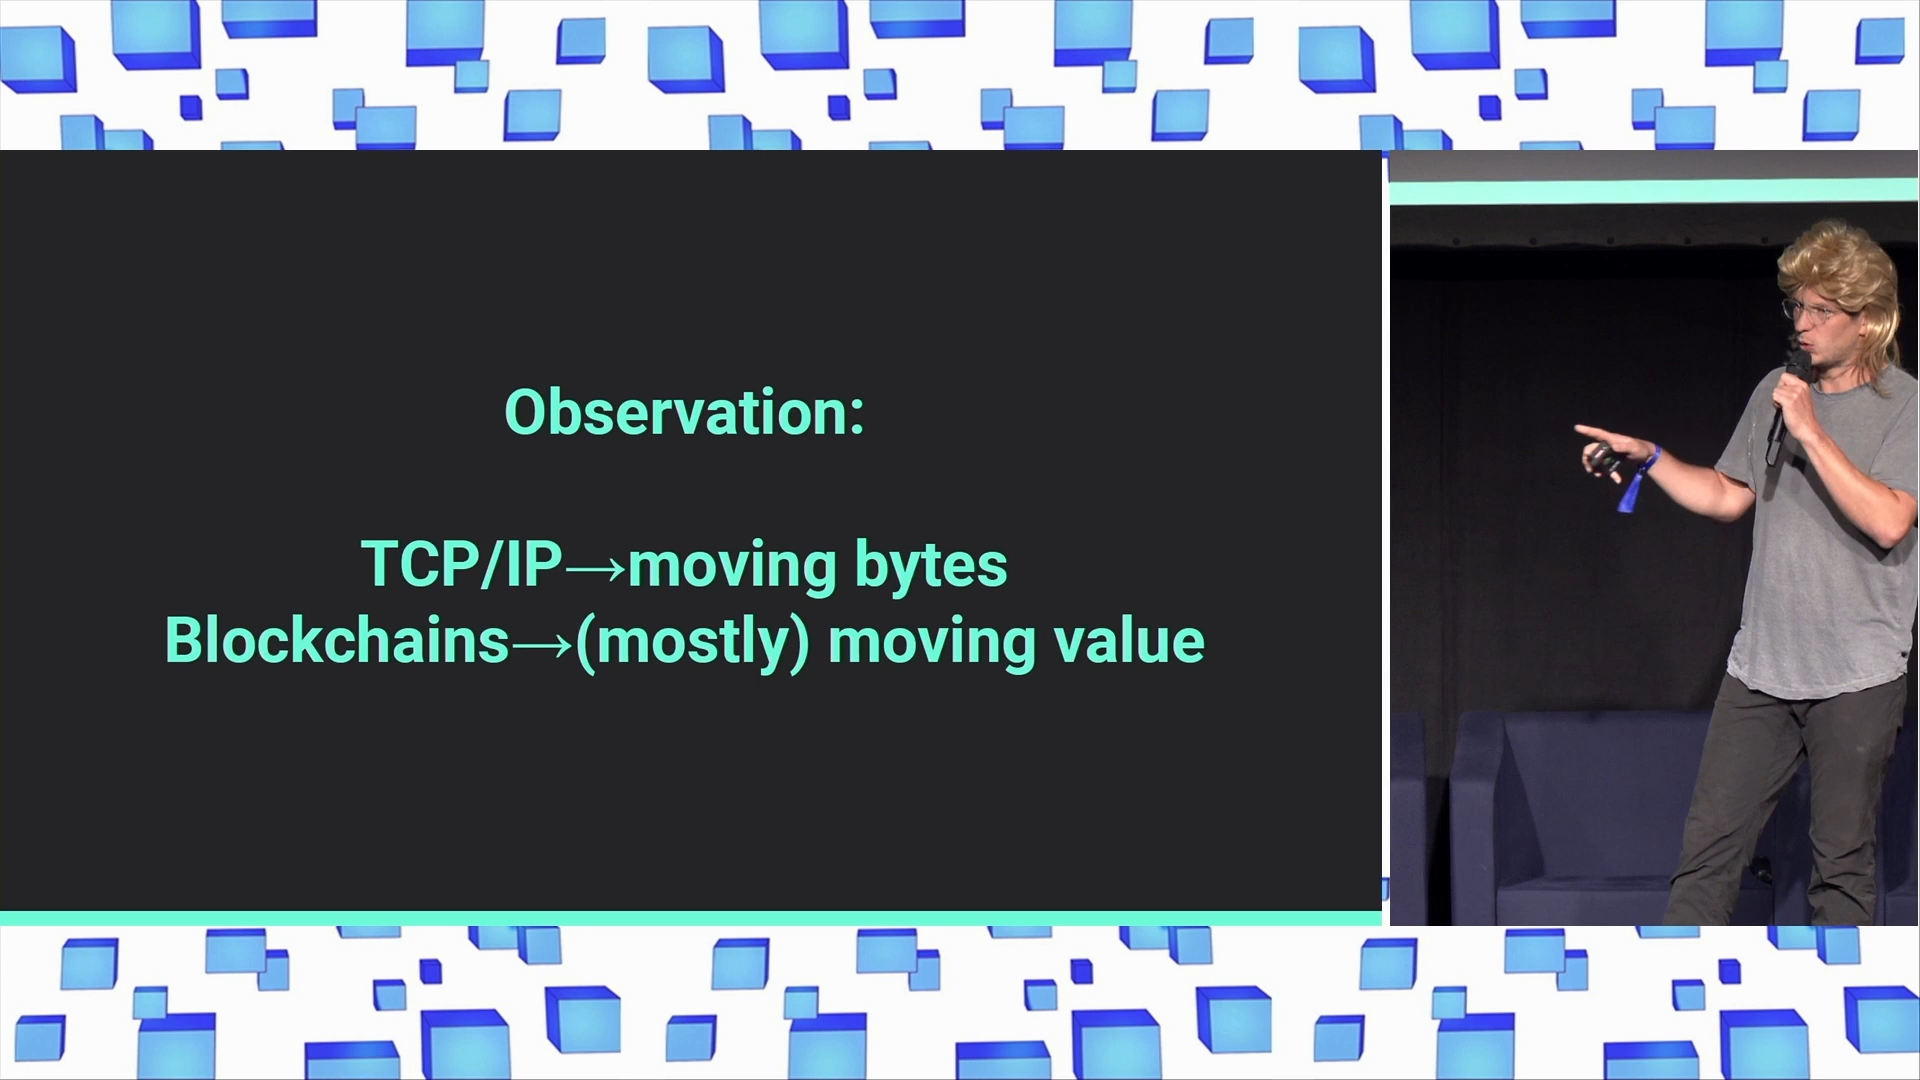 Observation:
TCP/IP→moving bytes
Blockchains→(mostly) moving value